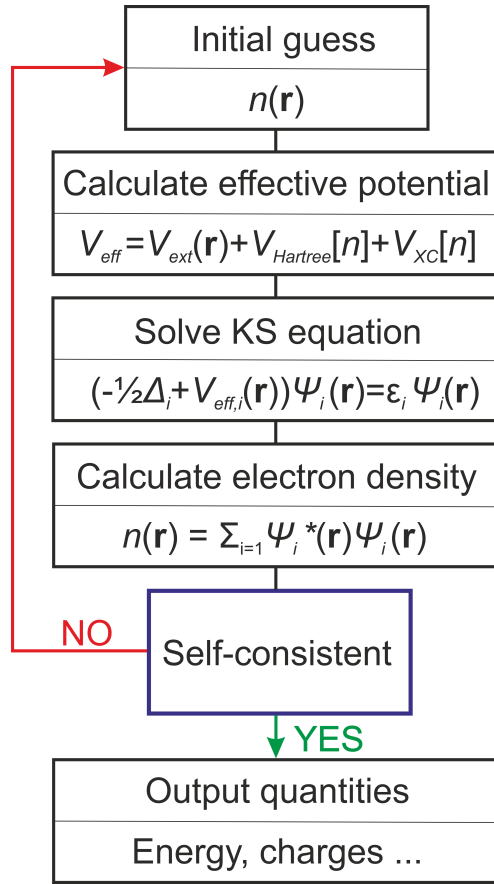 Initial guess
n(r)
Calculate effective potential
V_eff=V_ext(r)+V_Hartree[n]+V_XC[n]
Solve KS equation
(-½Δ_i+V_eff,i(r))Ψ_i(r)=ε_i Ψ_i(r)
Calculate electron density
n(r) = Σ_i=1 Ψ_i*(r)Ψ_i(r)
NO
Self-consistent
YES
Output quantities
Energy, charges ...